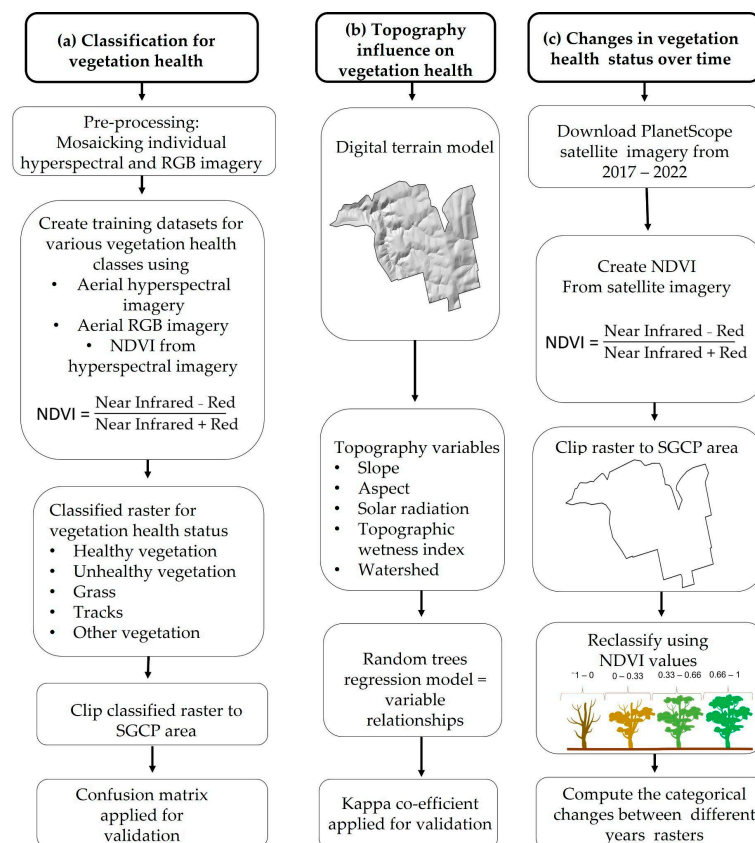 (a) Classification for
vegetation health
Pre-processing:
Mosaicking individual
hyperspectral and RGB imagery
Create training datasets for
various vegetation health
classes using
• Aerial hyperspectral
imagery
• Aerial RGB imagery
• NDVI from
hyperspectral imagery
NDVI = Near Infrared - Red
Near Infrared + Red
Classified raster for
vegetation health status
• Healthy vegetation
• Unhealthy vegetation
• Grass
• Tracks
• Other vegetation
Clip classified raster to
SGCP area
Confusion matrix
applied for
validation
(b) Topography
influence on
vegetation health
Digital terrain model
Topography variables
• Slope
• Aspect
• Solar radiation
• Topographic
wetness index
• Watershed
Random trees
regression model =
variable
relationships
Kappa co-efficient
applied for validation
(c) Changes in vegetation
health status over time
Download PlanetScope
satellite imagery from
2017 – 2022
Create NDVI
From satellite imagery
NDVI = Near Infrared - Red
Near Infrared + Red
Clip raster to SGCP area
Reclassify using
NDVI values
-1 – 0 0 – 0.33 0.33 – 0.66 0.66 – 1
Compute the categorical
changes between different
years rasters